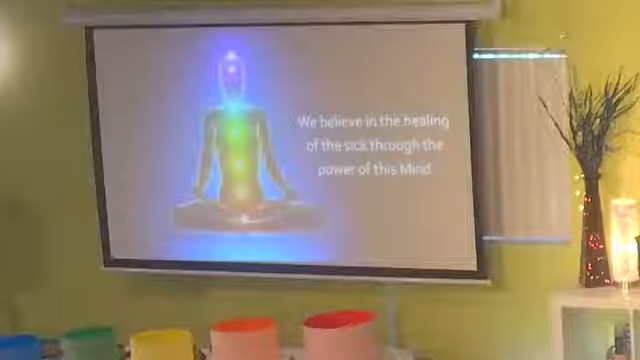 We believe in the healing
of the sick through the
power of this Mind